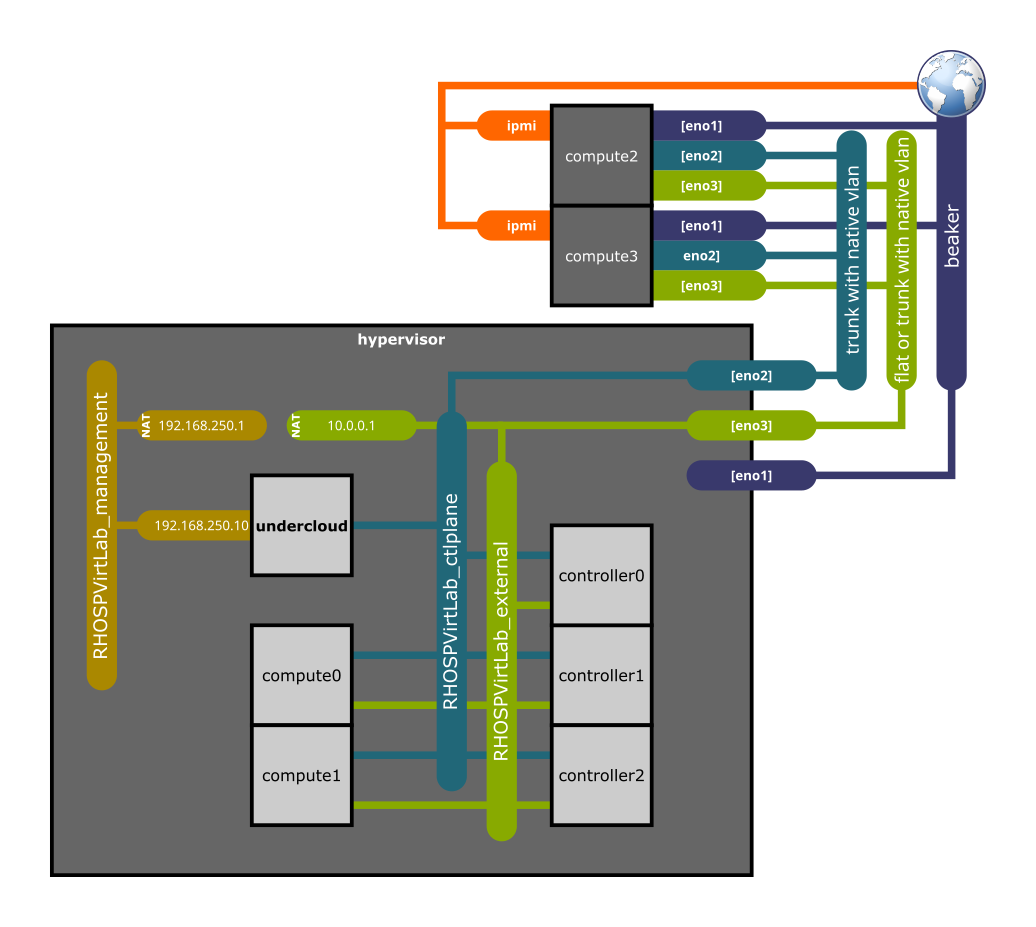 ipmi
compute2
[eno1]
[eno2]
[eno3]
ipmi
compute3
[eno1]
eno2]
[eno3]
trunk with native vlan
flat or trunk with native vlan
beaker
hypervisor
[eno2]
[eno3]
[eno1]
RHOSPVirtLab_management
NAT
192.168.250.1
NAT
10.0.0.1
192.168.250.10
undercloud
RHOSPVirtLab_ctlplane
RHOSPVirtLab_external
controller0
compute0
controller1
compute1
controller2